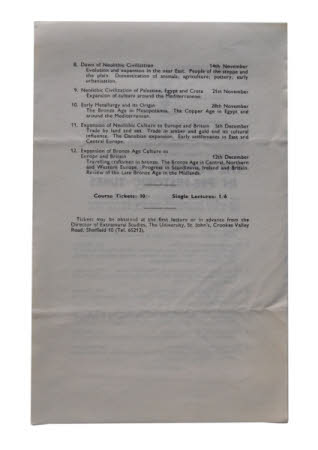 8. Dawn of Neolithic Civilization 14th November
Evolution and expansion in the near East. People of the steppe and
the plain. Domestication of animals, agriculture; pottery, early
urbanisation.
9. Neolithic Civilization of Palestine, Egypt and Crete 21st November
Expansion of culture around the Mediterranean.
10. Early Metallurgy and its Origin 28th November
The Bronze Age in Mesopotamia. The Copper Age in Egypt and
around the Mediterranean.
11. Expansion of Neolithic Culture to Europe and Britain 5th December
Trade by land and sea. Trade in amber and gold and its cultural
influence. The Danubian expansion. Early settlements in East and
Central Europe.
12. Expansion of Bronze Age Culture to
Europe and Britain 12th December
Travelling craftsmen in bronze. The Bronze Age in Central, Northern
and Western Europe. Progress in Scandinavia, Ireland and Britain.
Review of the Late Bronze Age in the Midlands.
Course Tickets: 10/- Single Lectures: 1/6
Tickets may be obtained at the first lecture or in advance from the
Director of Extramural Studies, The University, St. John's, Crookes Valley
Road, Sheffield 10 (Tel. 65213).